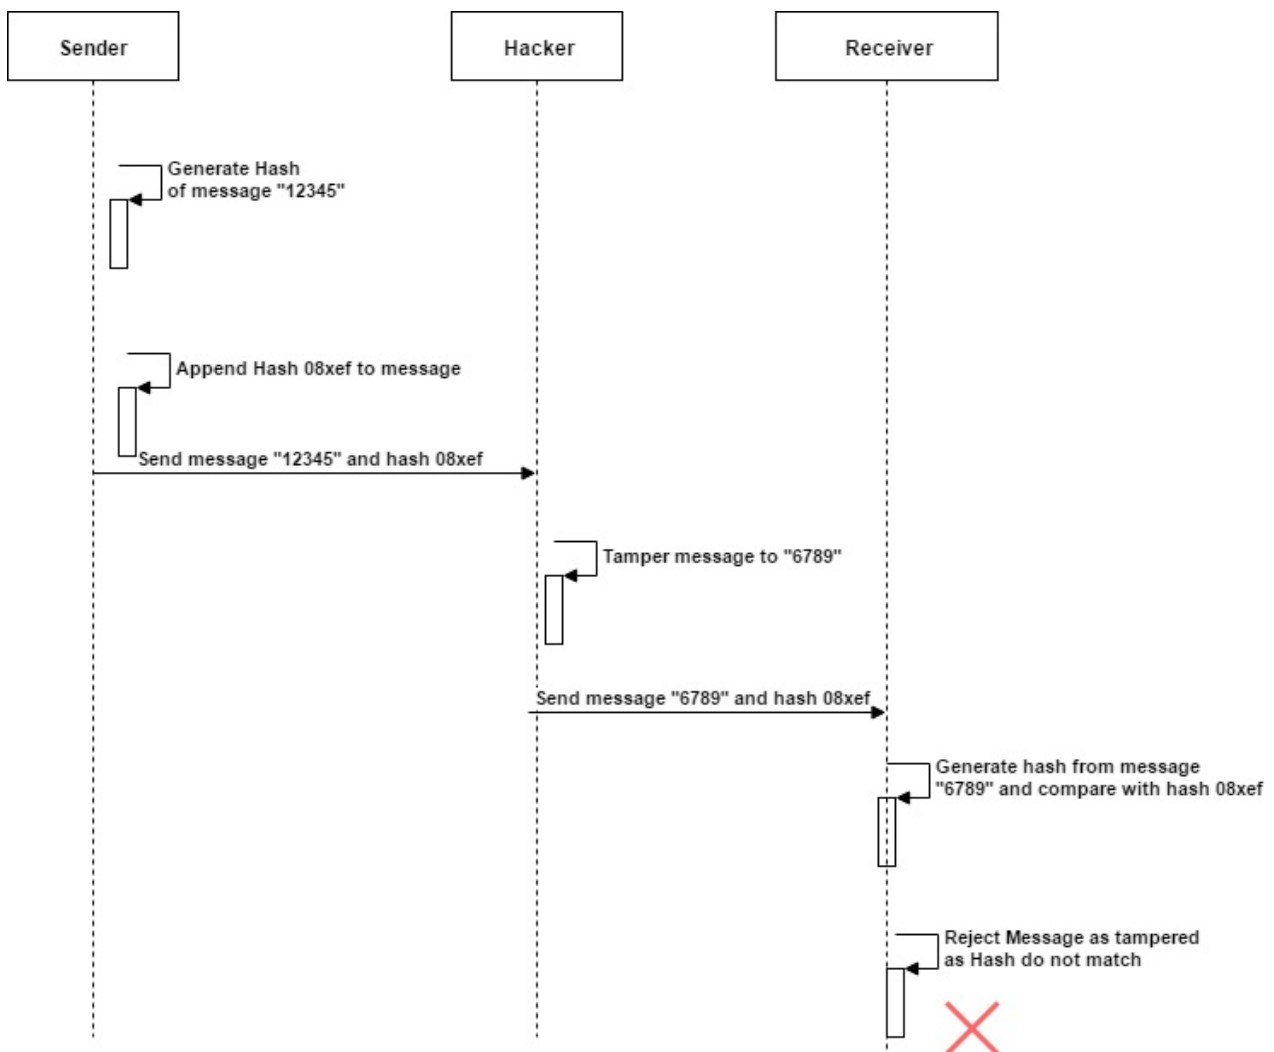 Sender
Hacker
Receiver
Generate Hash
of message "12345"
Append Hash 08xef to message
Send message "12345" and hash 08xef
Tamper message to "6789"
Send message "6789" and hash 08xef
Generate hash from message
"6789" and compare with hash 08xef
Reject Message as tampered
as Hash do not match